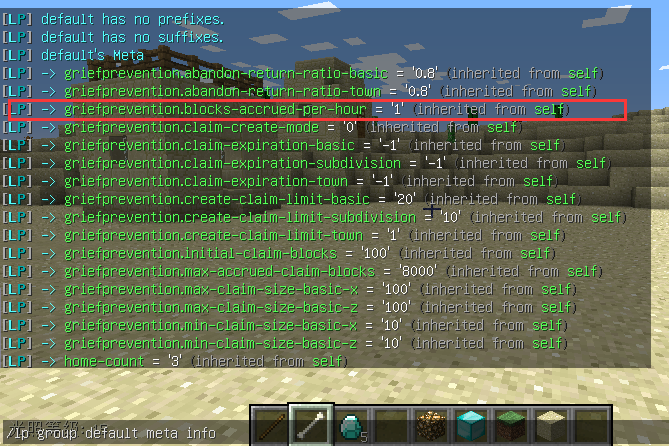 [LP] default has no prefixes.
[LP] default has no suffixes.
[LP] default's Meta
[LP] -> griefprevention.abandon-return-ratio-basic = '0.8' (inherited from self)
[LP] -> griefprevention.abandon-return-ratio-town = '0.8' (inherited from self)
[LP] -> griefprevention.blocks-accrued-per-hour = '1' (inherited from self)
[LP] -> griefprevention.claim-create-mode = '0' (inherited from self)
[LP] -> griefprevention.claim-expiration-basic = '-1' (inherited from self)
[LP] -> griefprevention.claim-expiration-subdivision = '-1' (inherited from self)
[LP] -> griefprevention.claim-expiration-town = '-1' (inherited from self)
[LP] -> griefprevention.create-claim-limit-basic = '20' (inherited from self)
[LP] -> griefprevention.create-claim-limit-subdivision = '10' (inherited from self)
[LP] -> griefprevention.create-claim-limit-town = '1' (inherited from self)
[LP] -> griefprevention.initial-claim-blocks = '100' (inherited from self)
[LP] -> griefprevention.max-accrued-claim-blocks = '8000' (inherited from self)
[LP] -> griefprevention.max-claim-size-basic-x = '100' (inherited from self)
[LP] -> griefprevention.max-claim-size-basic-z = '100' (inherited from self)
[LP] -> griefprevention.min-claim-size-basic-x = '10' (inherited from self)
[LP] -> griefprevention.min-claim-size-basic-z = '10' (inherited from self)
[LP] -> home-count = '3' (inherited from self)
/lp group default meta info
5